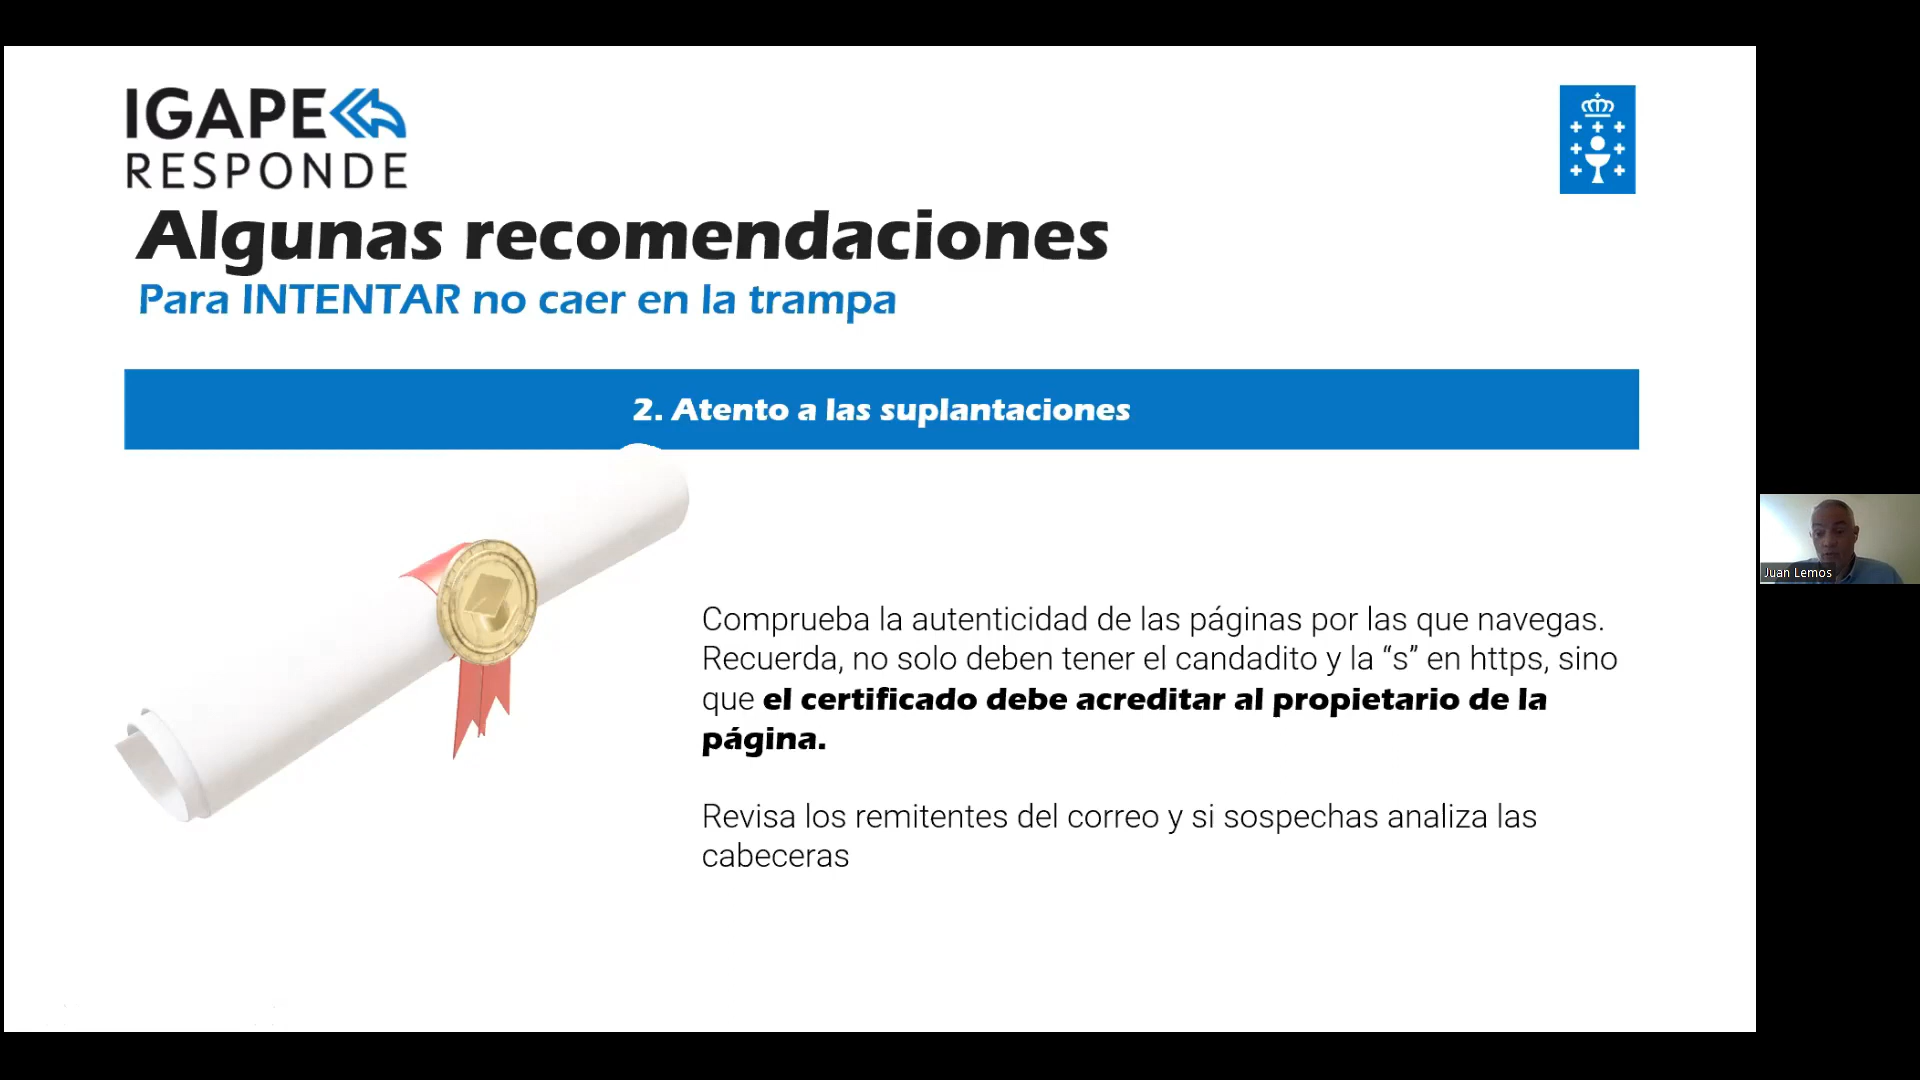 IGAPE
RESPONDE
Algunas recomendaciones
Para INTENTAR no caer en la trampa
2. Atento a las suplantaciones
Comprueba la autenticidad de las páginas por las que navegas.
Recuerda, no solo deben tener el candadito y la “s” en https, sino
que el certificado debe acreditar al propietario de la
página.
Revisa los remitentes del correo y si sospechas analiza las
cabeceras
Juan Lemos